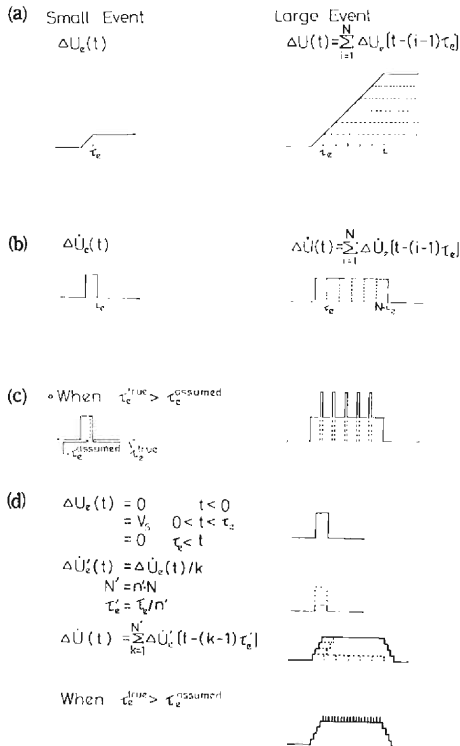 (a) Small Event Large Event
ΔU_e(t) ΔU(t) = Σ_{i=1}^{N} ΔU_e[t-(i-1)τ_e]
τ_e τ_e
(b) ΔU̇_e(t) ΔU̇(t) = Σ_{i=1}^{N} ΔU̇_e[t-(i-1)τ_e]
τ_e τ_e N·τ_e
(c) ∘When τ_e^true > τ_e^assumed
τ_e^assumed τ_e^true
(d) ΔU_e(t) = 0 t<0
= V_s 0<t<τ_e
= 0 τ_e<t
ΔU̇'_e(t) = ΔU̇_e(t)/k
N' = n'·N
τ'_e = τ_e/n'
ΔU̇(t) = Σ_{k=1}^{N'} ΔU̇'_e[t-(k-1)τ'_e]
When τ_e^true > τ_e^assumed